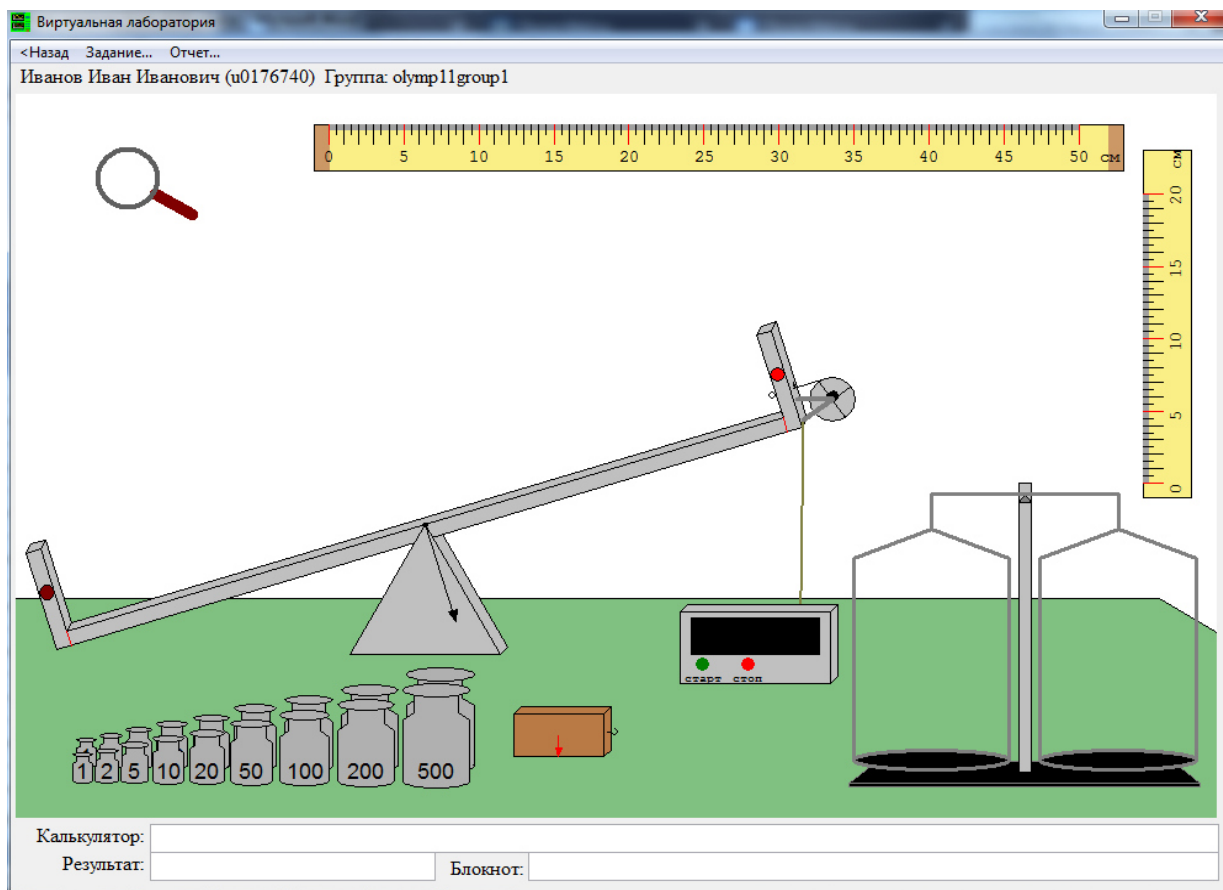 Виртуальная лаборатория
<Назад Задание... Отчет...
Иванов Иван Иванович (u0176740) Группа: olymp11group1
0 5 10 15 20 25 30 35 40 45 50 см
см 20 15 10 5 0
старт стоп
1 2 5 10 20 50 100 200 500
Калькулятор:
Результат: Блокнот: